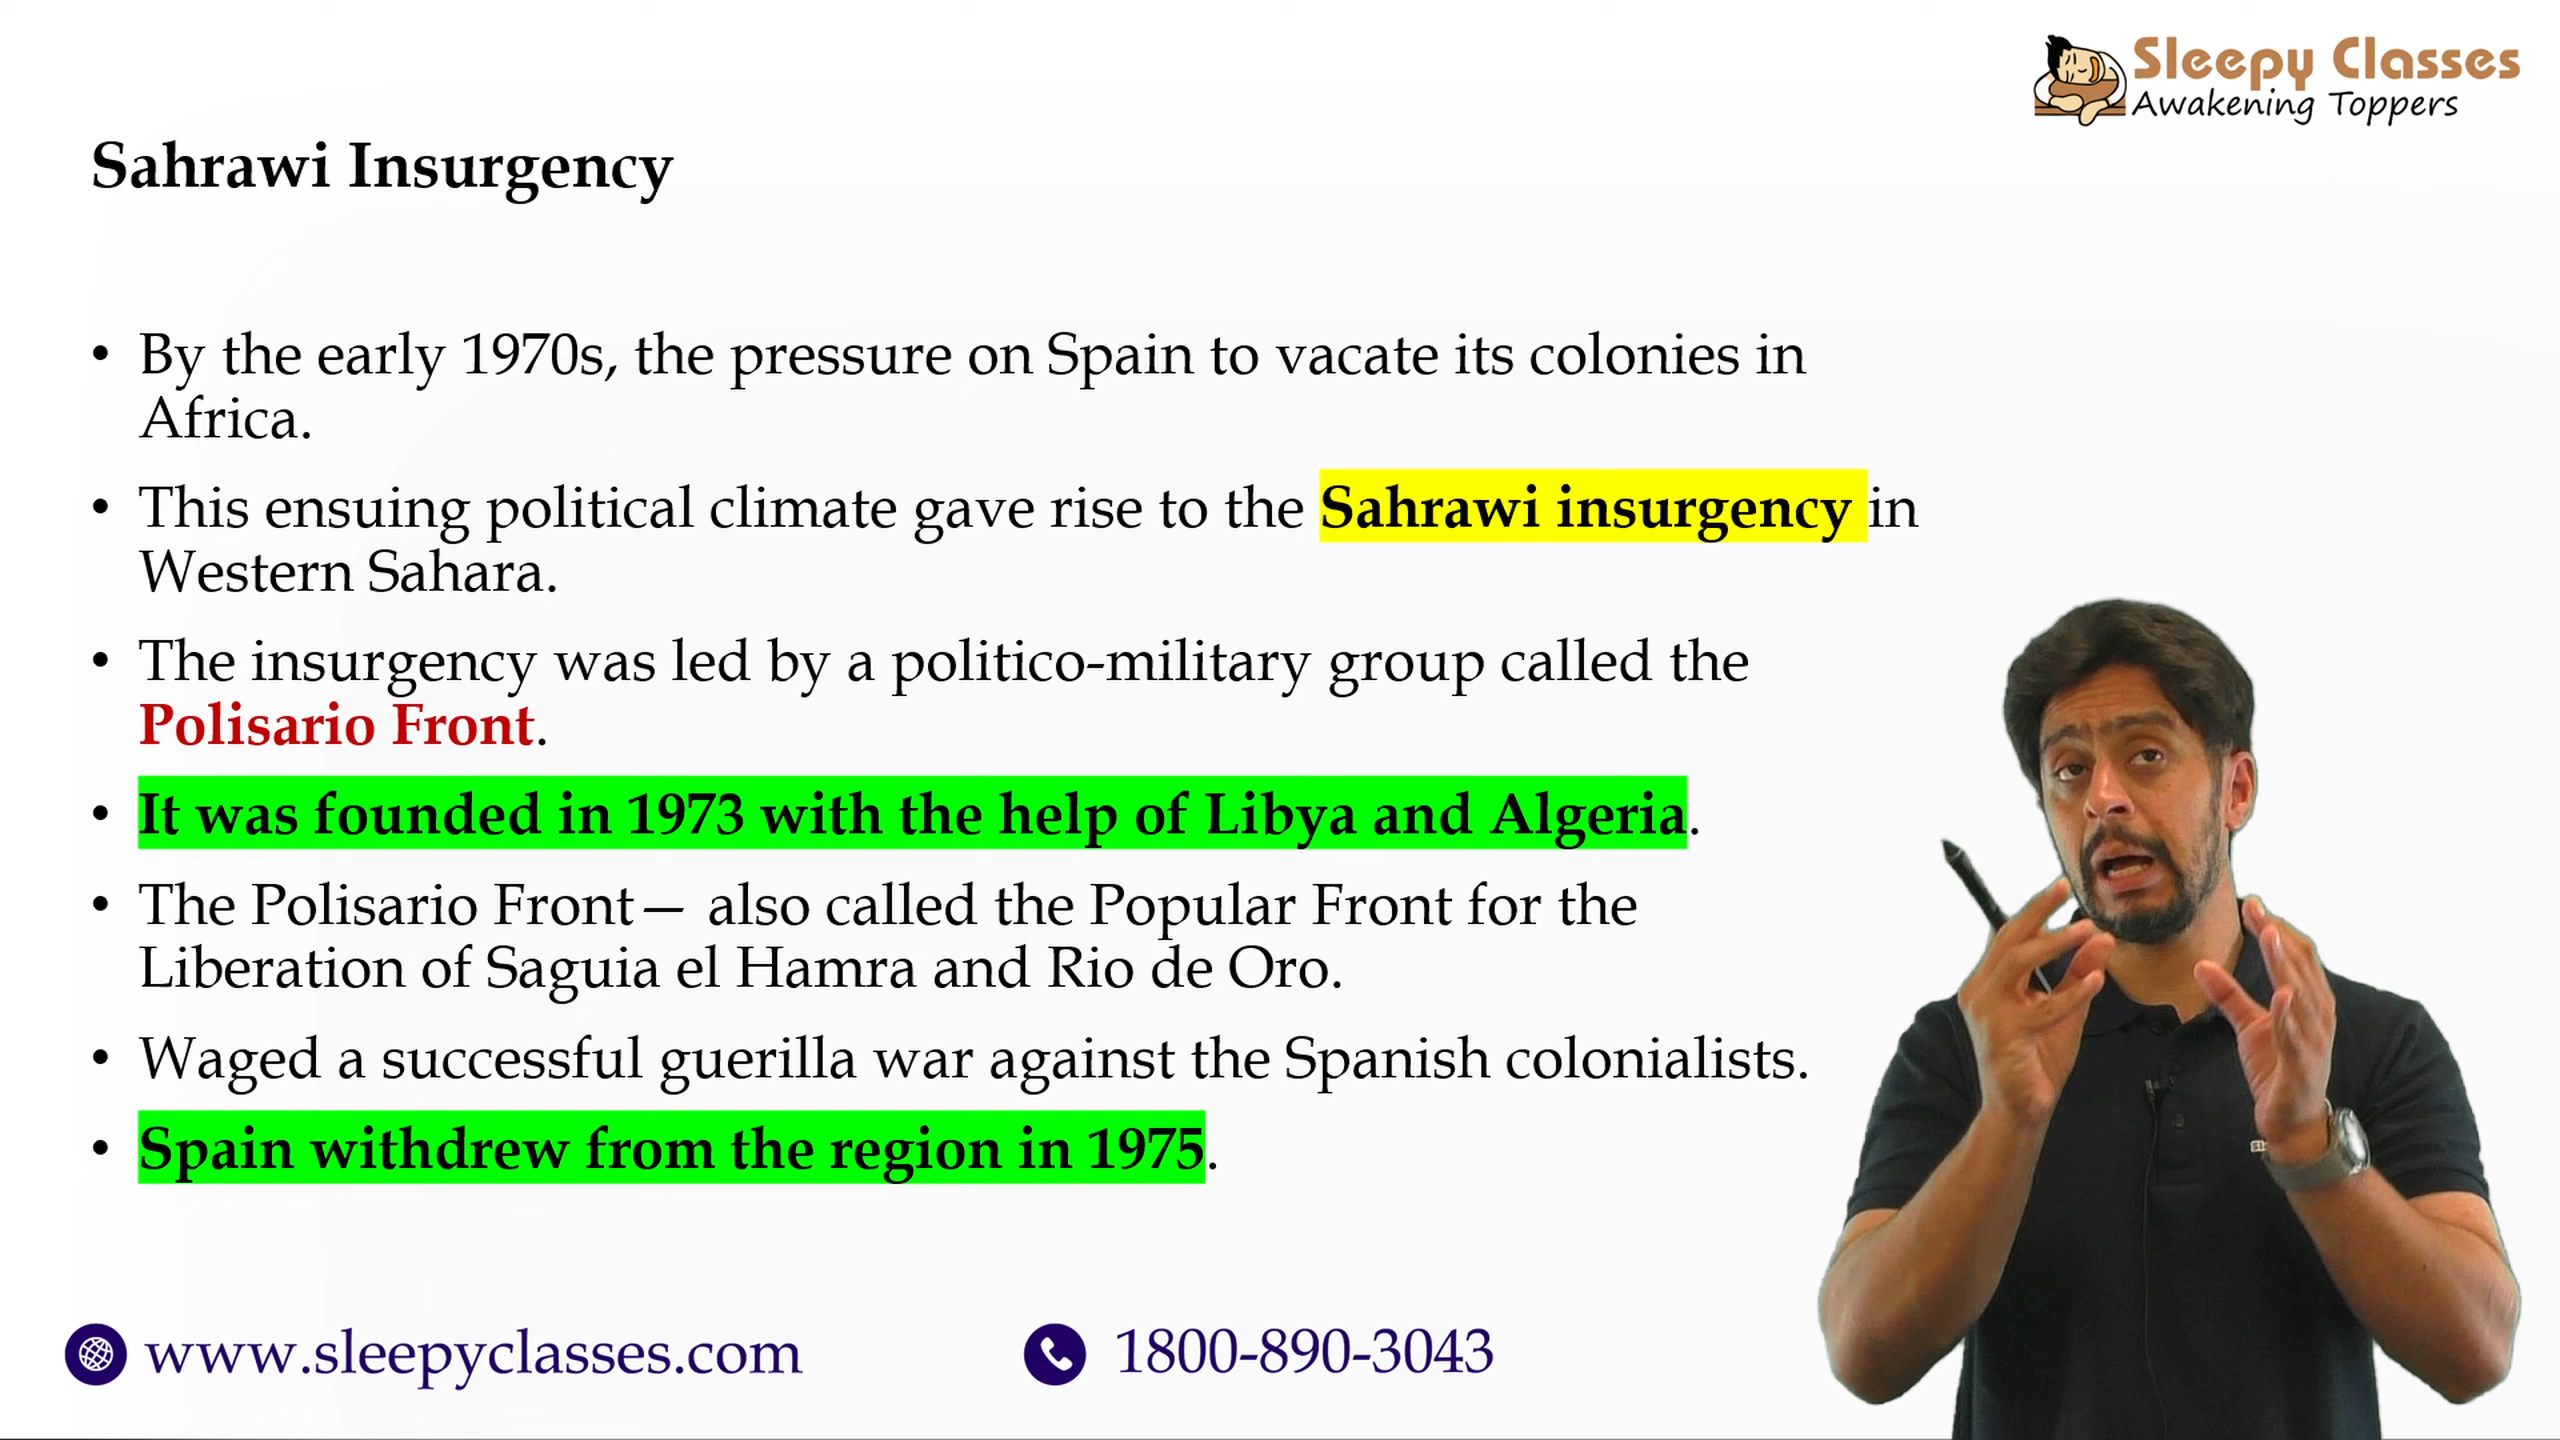 Sleepy Classes
Awakening Toppers
Sahrawi Insurgency
• By the early 1970s, the pressure on Spain to vacate its colonies in
Africa.
• This ensuing political climate gave rise to the Sahrawi insurgency in
Western Sahara.
• The insurgency was led by a politico-military group called the
Polisario Front.
• It was founded in 1973 with the help of Libya and Algeria.
• The Polisario Front— also called the Popular Front for the
Liberation of Saguia el Hamra and Rio de Oro.
• Waged a successful guerilla war against the Spanish colonialists.
• Spain withdrew from the region in 1975.
www.sleepyclasses.com
1800-890-3043